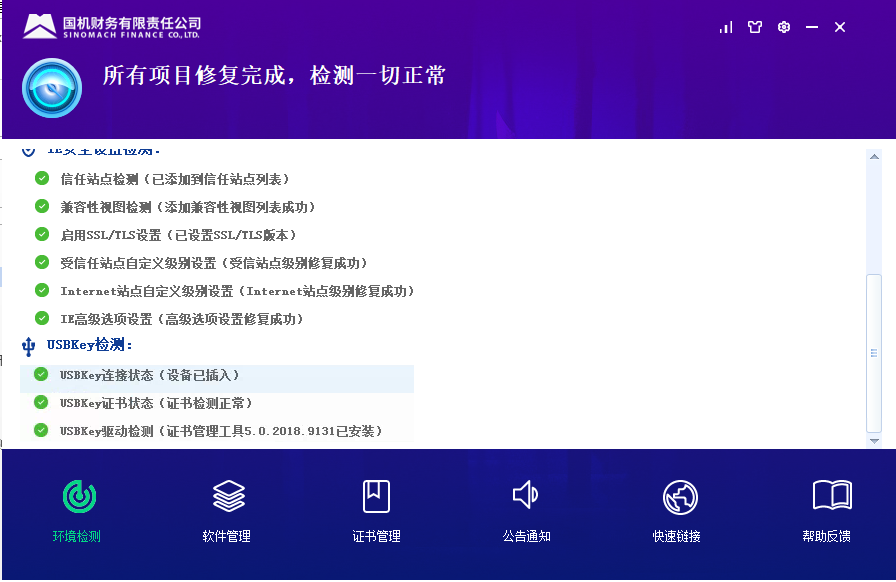 国机财务有限责任公司
SINOMACH FINANCE CO.,LTD.
所有项目修复完成，检测一切正常
IE安全设置检测：
信任站点检测（已添加到信任站点列表）
兼容性视图检测（添加兼容性视图列表成功）
启用SSL/TLS设置（已设置SSL/TLS版本）
受信任站点自定义级别设置（受信站点级别修复成功）
Internet站点自定义级别设置（Internet站点级别修复成功）
IE高级选项设置（高级选项设置修复成功）
USBKey检测：
USBKey连接状态（设备已插入）
USBKey证书状态（证书检测正常）
USBKey驱动检测（证书管理工具5.0.2018.9131已安装）
环境检测 软件管理 证书管理 公告通知 快速链接 帮助反馈